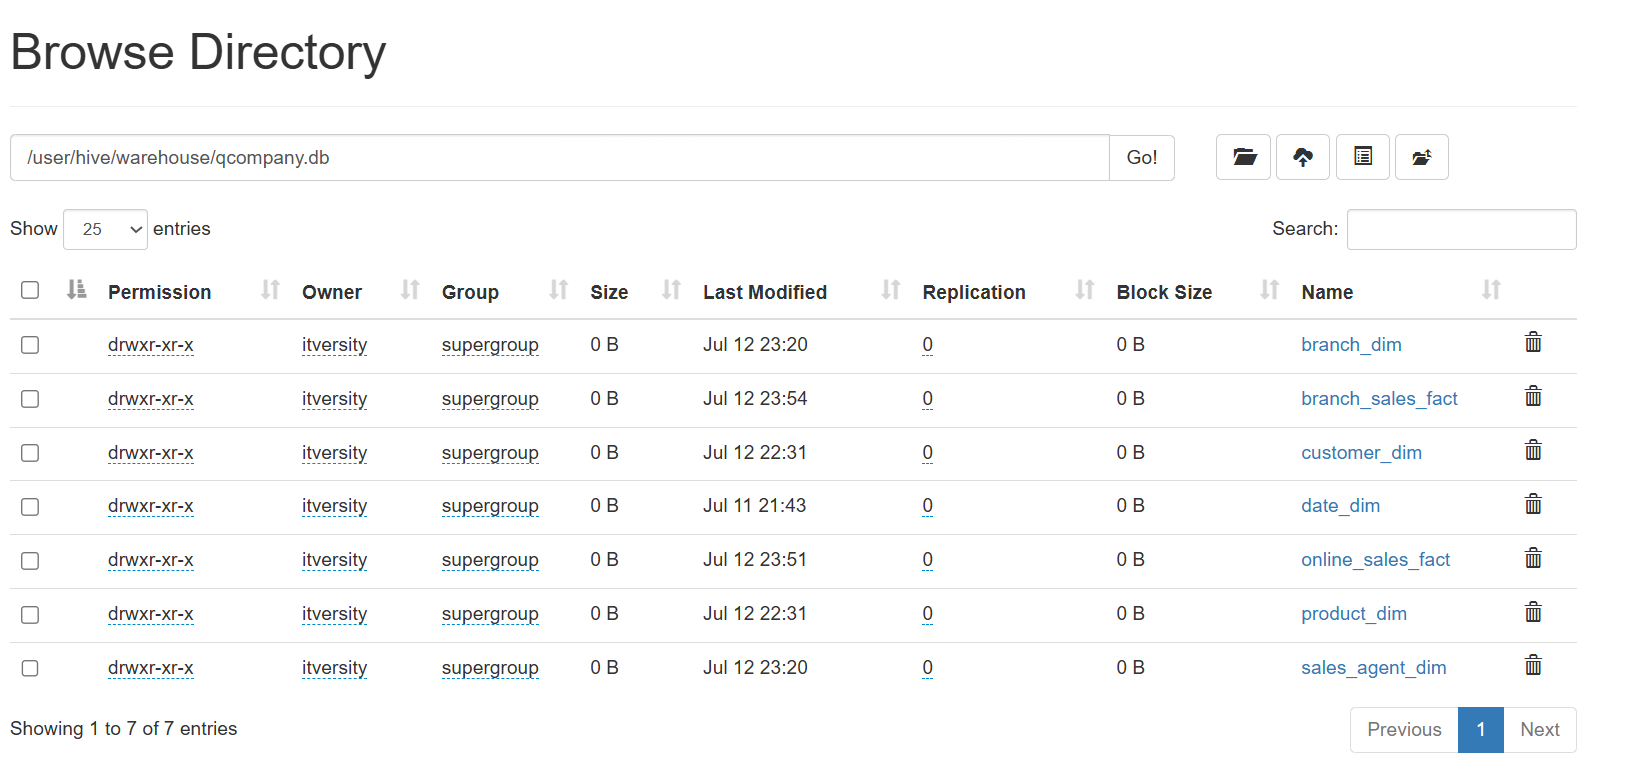 Browse Directory
/user/hive/warehouse/qcompany.db Go!
Show 25 entries Search:
Permission Owner Group Size Last Modified Replication Block Size Name
drwxr-xr-x itversity supergroup 0 B Jul 12 23:20 0 0 B branch_dim
drwxr-xr-x itversity supergroup 0 B Jul 12 23:54 0 0 B branch_sales_fact
drwxr-xr-x itversity supergroup 0 B Jul 12 22:31 0 0 B customer_dim
drwxr-xr-x itversity supergroup 0 B Jul 11 21:43 0 0 B date_dim
drwxr-xr-x itversity supergroup 0 B Jul 12 23:51 0 0 B online_sales_fact
drwxr-xr-x itversity supergroup 0 B Jul 12 22:31 0 0 B product_dim
drwxr-xr-x itversity supergroup 0 B Jul 12 23:20 0 0 B sales_agent_dim
Showing 1 to 7 of 7 entries Previous 1 Next